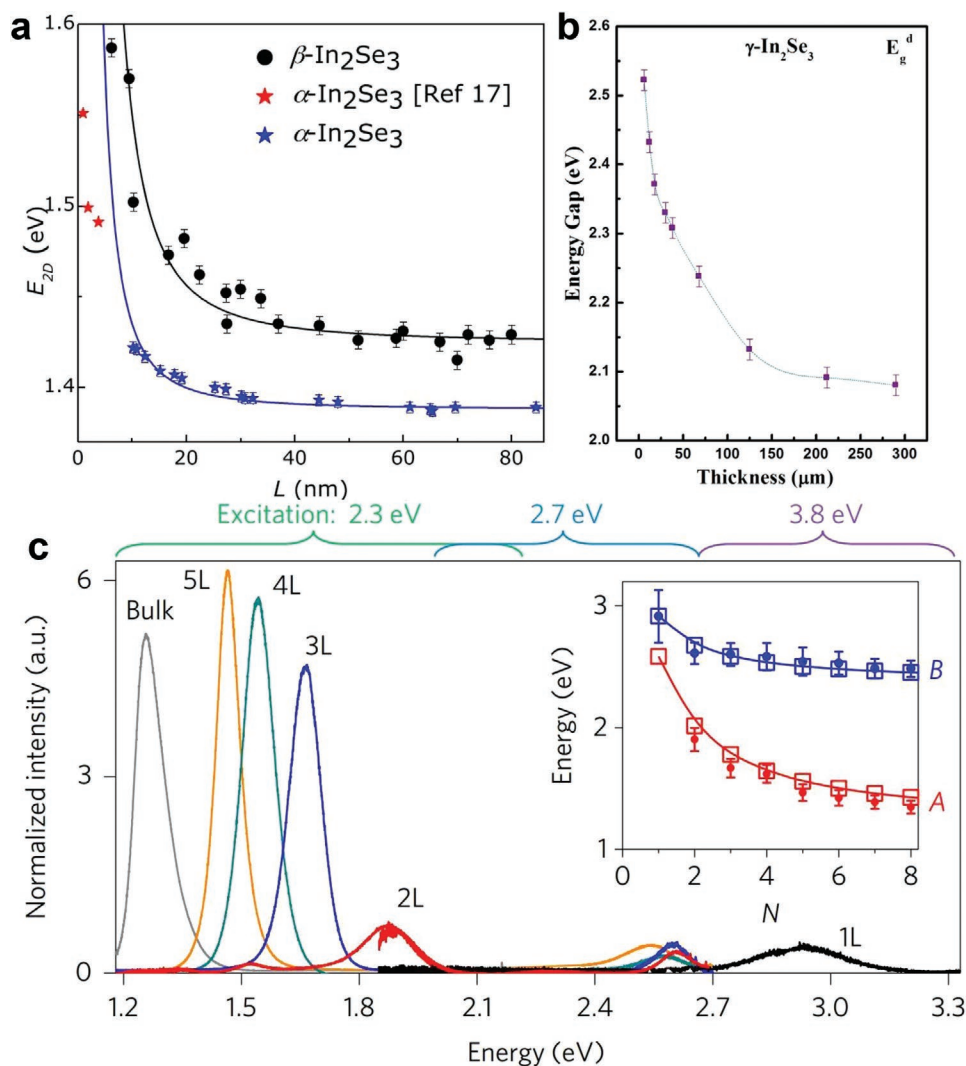 a
1.6
1.5
1.4
E2D (eV)
β-In2Se3
α-In2Se3 [Ref 17]
α-In2Se3
0 20 40 60 80
L (nm)
b
γ-In2Se3 Egd
2.6
2.5
2.4
2.3
2.2
2.1
2.0
Energy Gap (eV)
0 50 100 150 200 250 300
Thickness (μm)
Excitation: 2.3 eV 2.7 eV 3.8 eV
c
6
3
0
Normalized intensity (a.u.)
Bulk
5L
4L
3L
2L
1L
3
2
1
Energy (eV)
B
A
0 2 4 6 8
N
1.2 1.5 1.8 2.1 2.4 2.7 3.0 3.3
Energy (eV)